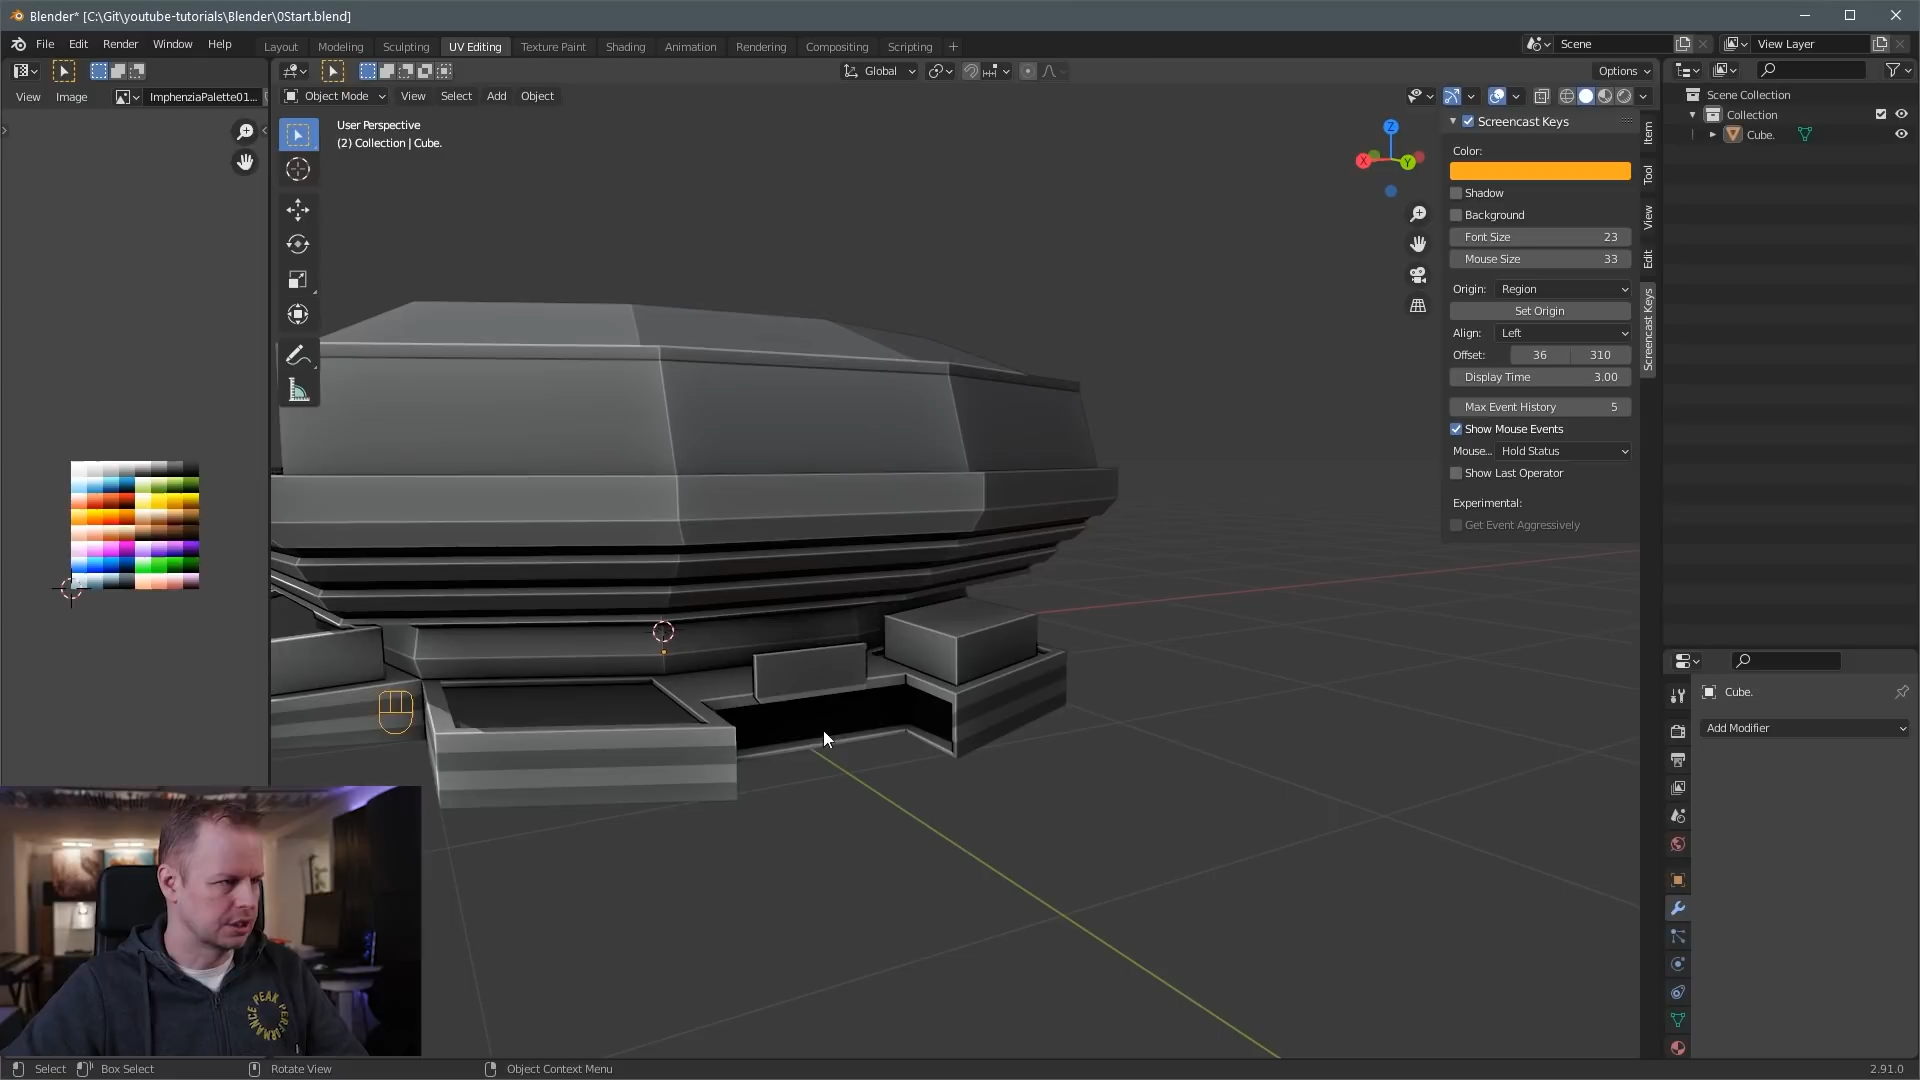 Blender* [C:\Git\youtube-tutorials\Blender\0Start.blend]
File Edit Render Window Help
Layout Modeling Sculpting UV Editing Texture Paint Shading Animation Rendering Compositing Scripting +
Scene View Layer
Global Options
View Image ImphenziaPalette01...
Object Mode View Select Add Object
User Perspective
(2) Collection | Cube.
Z
X
Y
Screencast Keys
Color:
Shadow
Background
Font Size 23
Mouse Size 33
Origin: Region
Set Origin
Align: Left
Offset: 36 310
Display Time 3.00
Max Event History 5
Show Mouse Events
Mouse... Hold Status
Show Last Operator
Experimental:
Get Event Aggressively
Item
Tool
View
Edit
Screencast Keys
Scene Collection
Collection
Cube.
Cube.
Add Modifier
PEAK PERFORMANCE
Select Box Select Rotate View Object Context Menu 2.91.0